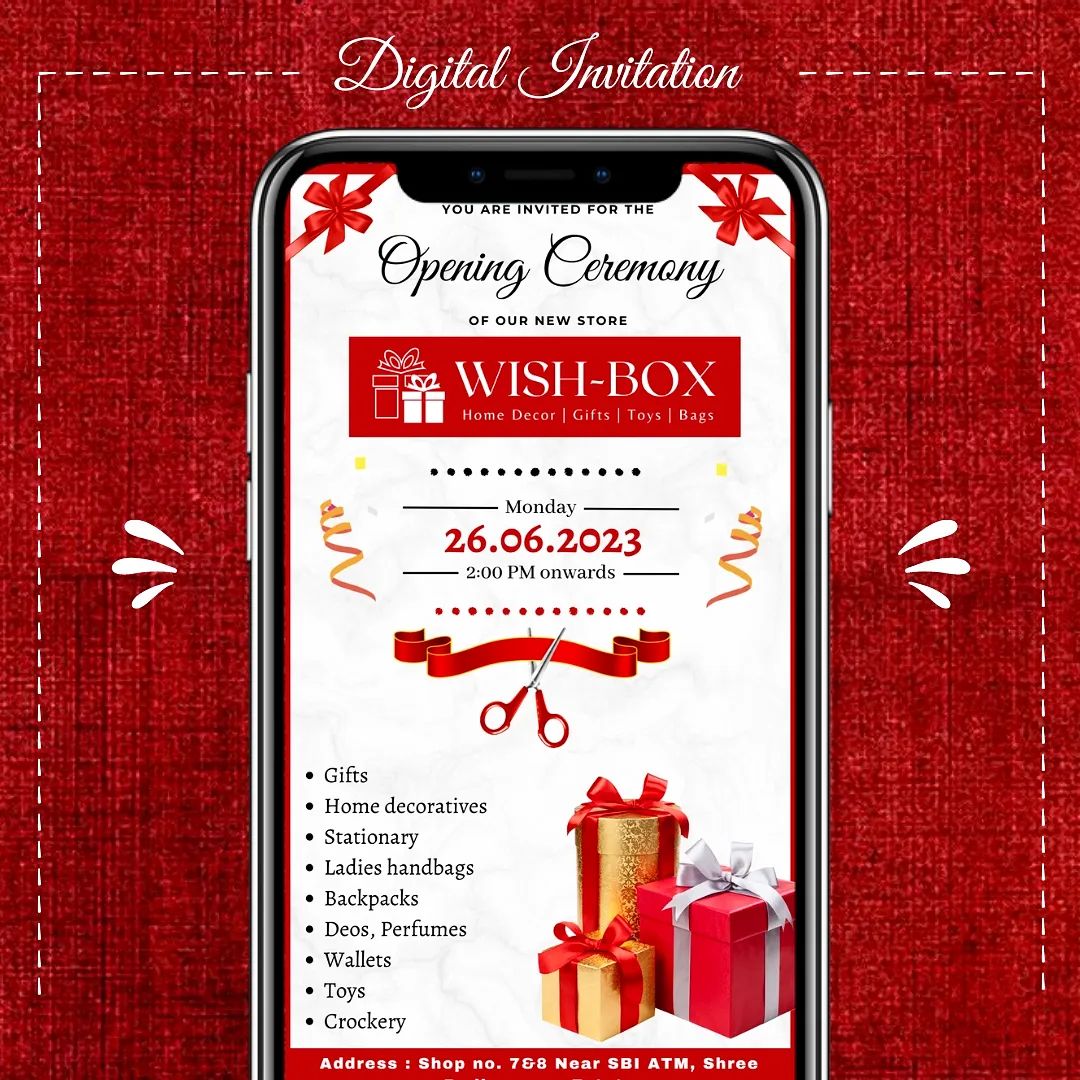 Digital Invitation
YOU ARE INVITED FOR THE
Opening Ceremony
OF OUR NEW STORE
WISH-BOX
Home Decor | Gifts | Toys | Bags
Monday
26.06.2023
2:00 PM onwards
• Gifts
• Home decoratives
• Stationary
• Ladies handbags
• Backpacks
• Deos, Perfumes
• Wallets
• Toys
• Crockery
Address : Shop no. 7&8 Near SBI ATM, Shree